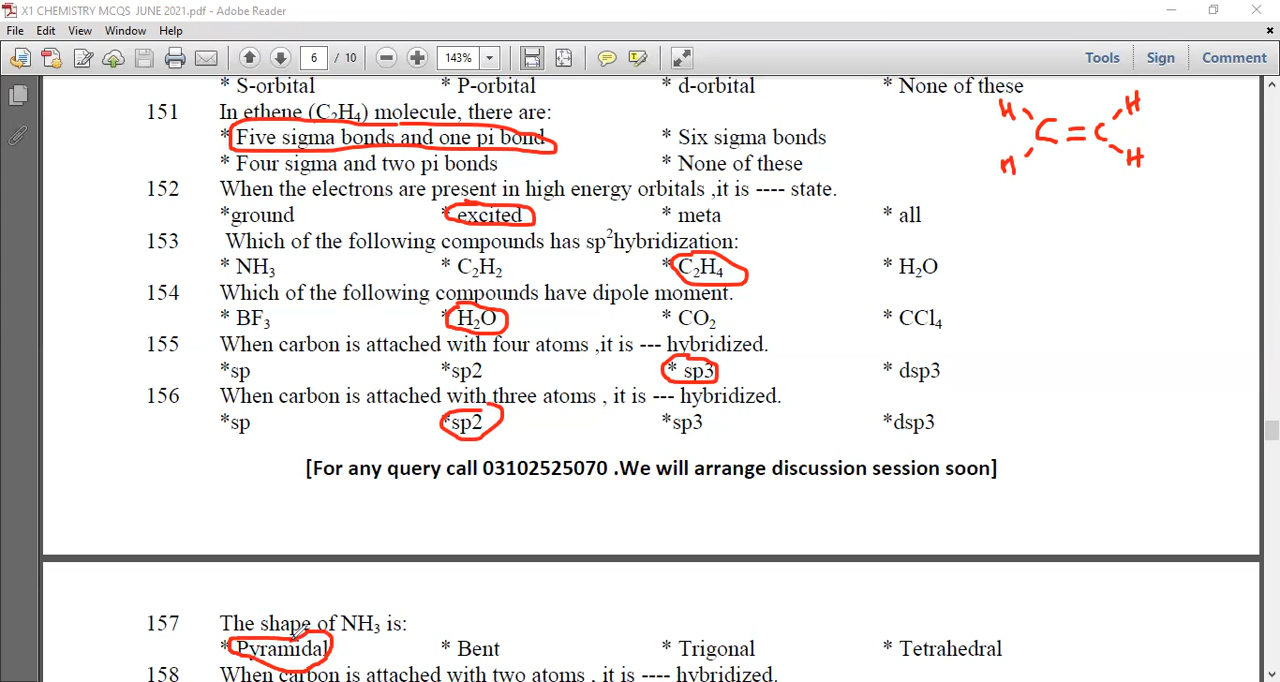 X1 CHEMISTRY MCQS JUNE 2021.pdf - Adobe Reader
File Edit View Window Help
6 / 10 143% Tools Sign Comment
* S-orbital * P-orbital * d-orbital * None of these
151 In ethene (C₂H₄) molecule, there are:
* Five sigma bonds and one pi bond * Six sigma bonds
* Four sigma and two pi bonds * None of these
H H
C = C
H H
152 When the electrons are present in high energy orbitals ,it is ---- state.
*ground * excited * meta * all
153 Which of the following compounds has sp²hybridization:
* NH₃ * C₂H₂ * C₂H₄ * H₂O
154 Which of the following compounds have dipole moment.
* BF₃ * H₂O * CO₂ * CCl₄
155 When carbon is attached with four atoms ,it is --- hybridized.
*sp *sp2 * sp3 * dsp3
156 When carbon is attached with three atoms , it is --- hybridized.
*sp *sp2 *sp3 *dsp3
[For any query call 03102525070 .We will arrange discussion session soon]
157 The shape of NH₃ is:
* Pyramidal * Bent * Trigonal * Tetrahedral
158 When carbon is attached with two atoms , it is ---- hybridized.